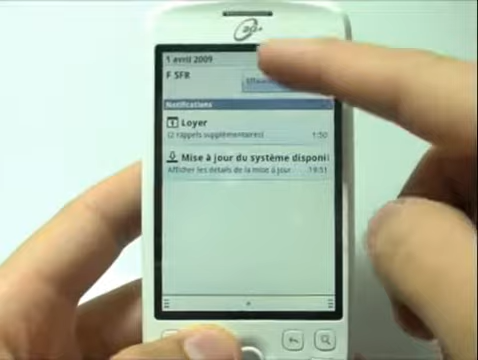 1 avril 2009
F SFR
Notifications
Loyer
(2 rappels supplémentaires)
1:50
Mise à jour du système disponi
Afficher les détails de la mise à jour
19:51